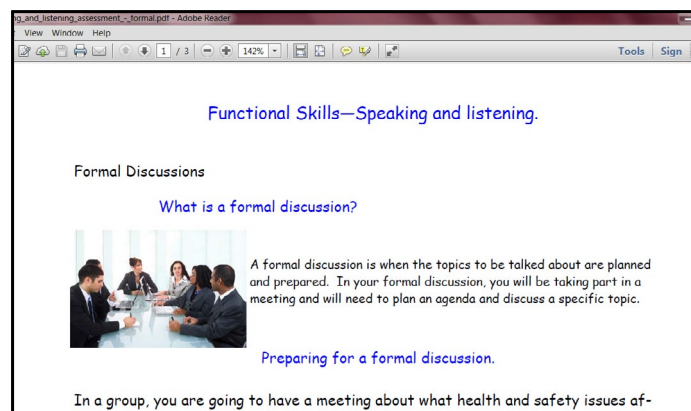 ng_and_listening_assessment_-_formal.pdf - Adobe Reader
View Window Help
1 / 3 142% Tools Sign
Functional Skills—Speaking and listening.
Formal Discussions
What is a formal discussion?
A formal discussion is when the topics to be talked about are planned
and prepared. In your formal discussion, you will be taking part in a
meeting and will need to plan an agenda and discuss a specific topic.
Preparing for a formal discussion.
In a group, you are going to have a meeting about what health and safety issues af-